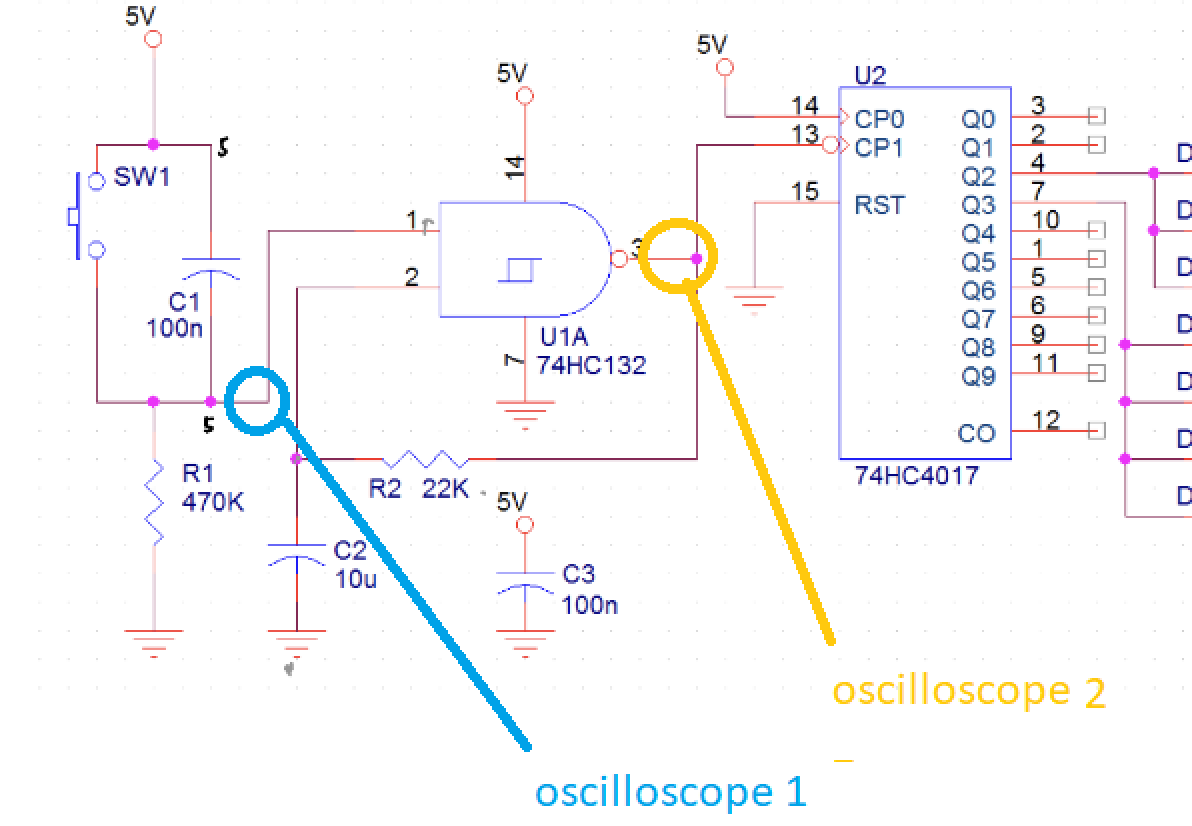 5V
5V
5V
U2
14
CP0
Q0
3
13
CP1
Q1
2
SW1
5
14
Q2
4
D
15
RST
Q3
7
D
1
Q4
10
D
3
Q5
1
2
Q6
5
D
C1
100n
Q7
6
U1A
74HC132
7
Q8
9
D
Q9
11
D
5
CO
12
D
R1
470K
R2 22K
74HC4017
5V
D
C2
10u
C3
100n
oscilloscope 2
oscilloscope 1